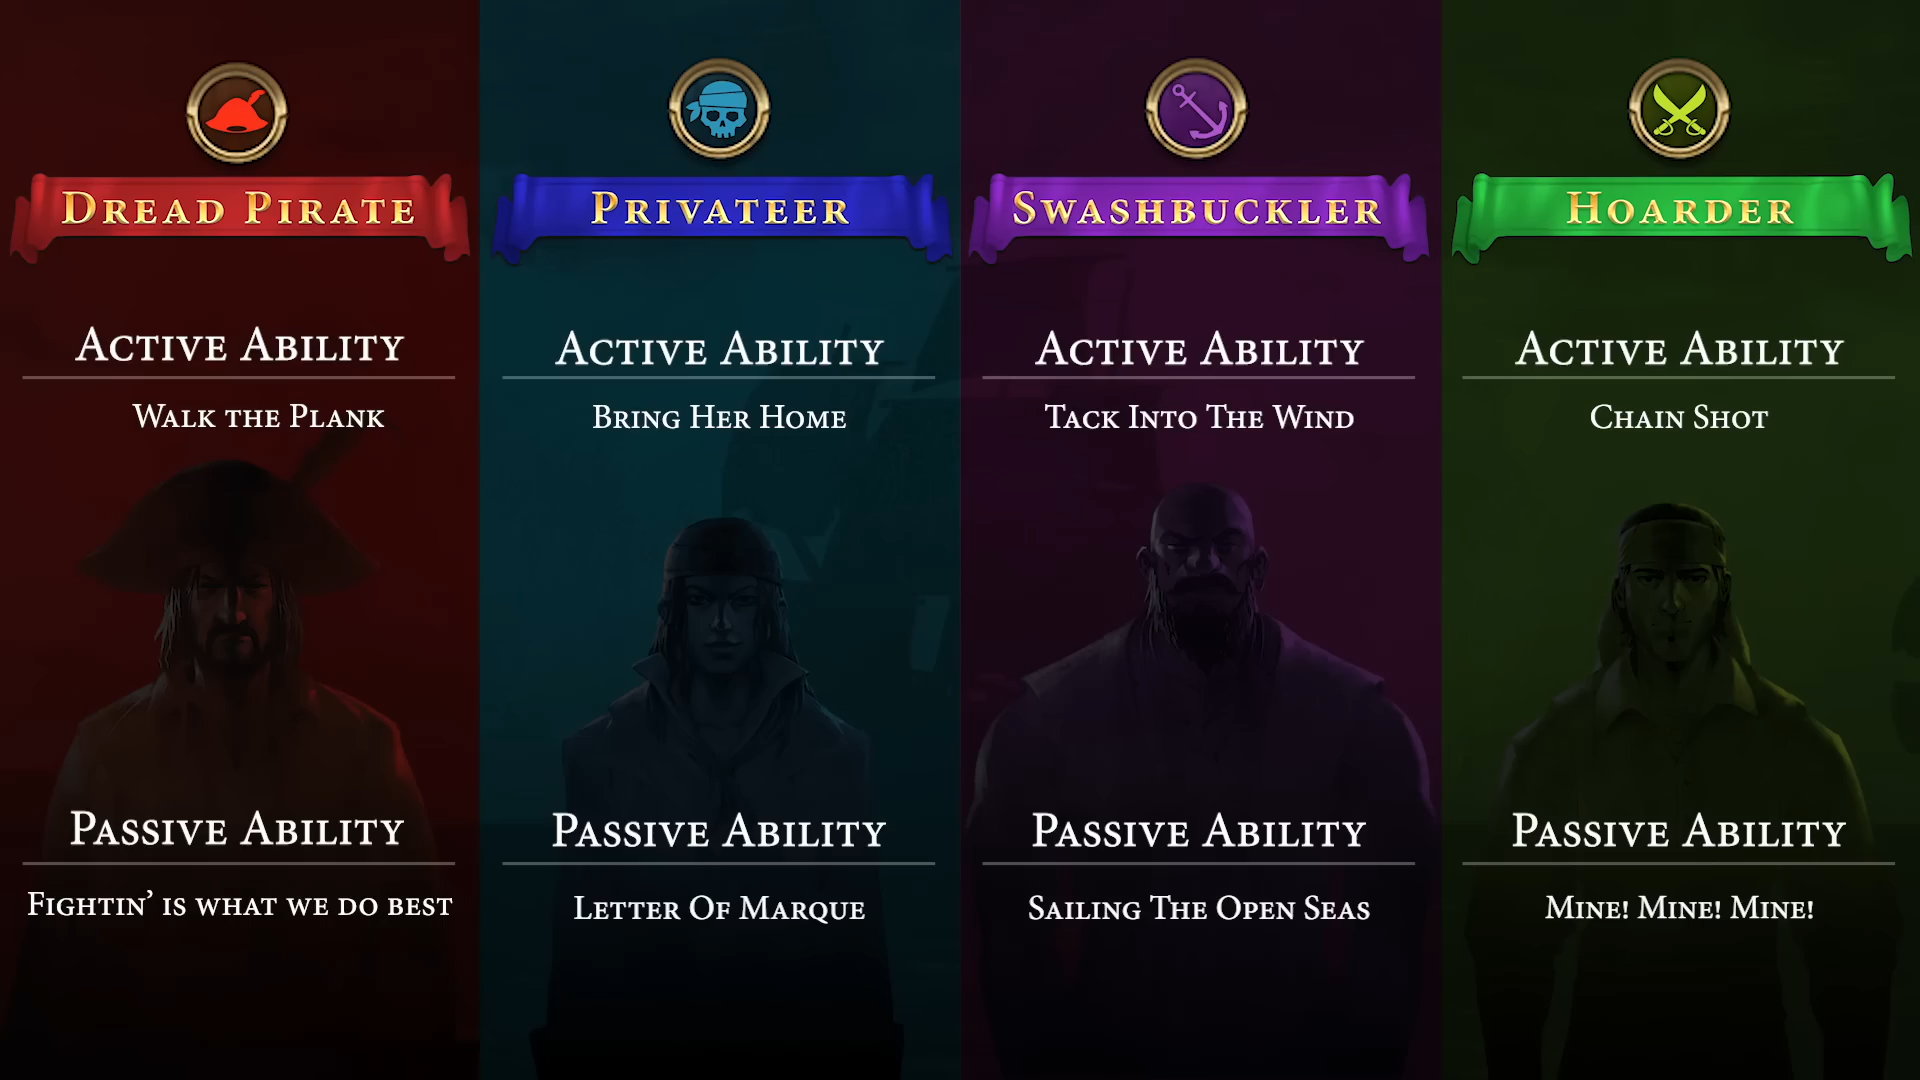 Dread Pirate
Active Ability
Walk the Plank
Passive Ability
Fightin' is what we do best
Privateer
Active Ability
Bring Her Home
Passive Ability
Letter Of Marque
Swashbuckler
Active Ability
Tack Into The Wind
Passive Ability
Sailing The Open Seas
Hoarder
Active Ability
Chain Shot
Passive Ability
Mine! Mine! Mine!